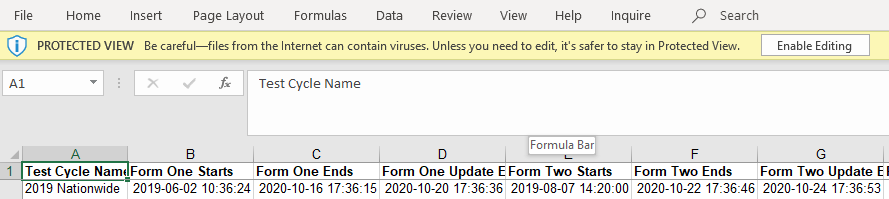 File Home Insert Page Layout Formulas Data Review View Help Inquire Search
PROTECTED VIEW Be careful—files from the Internet can contain viruses. Unless you need to edit, it's safer to stay in Protected View. Enable Editing
A1 fx Test Cycle Name
Formula Bar
A B C D E F G
1 Test Cycle Name Form One Starts Form One Ends Form One Update E Form Two Starts Form Two Ends Form Two Update E
2019 Nationwide 2019-06-02 10:36:24 2020-10-16 17:36:15 2020-10-20 17:36:36 2019-08-07 14:20:00 2020-10-22 17:36:46 2020-10-24 17:36:53